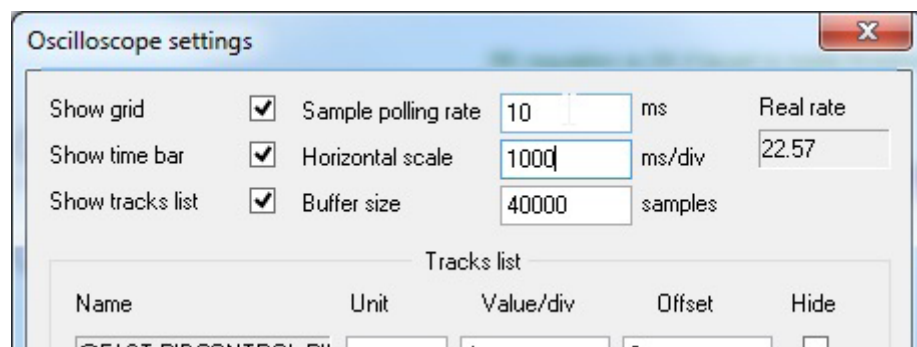 Oscilloscope settings
Show grid Sample polling rate 10 ms Real rate
Show time bar Horizontal scale 1000 ms/div 22.57
Show tracks list Buffer size 40000 samples
Tracks list
Name Unit Value/div Offset Hide